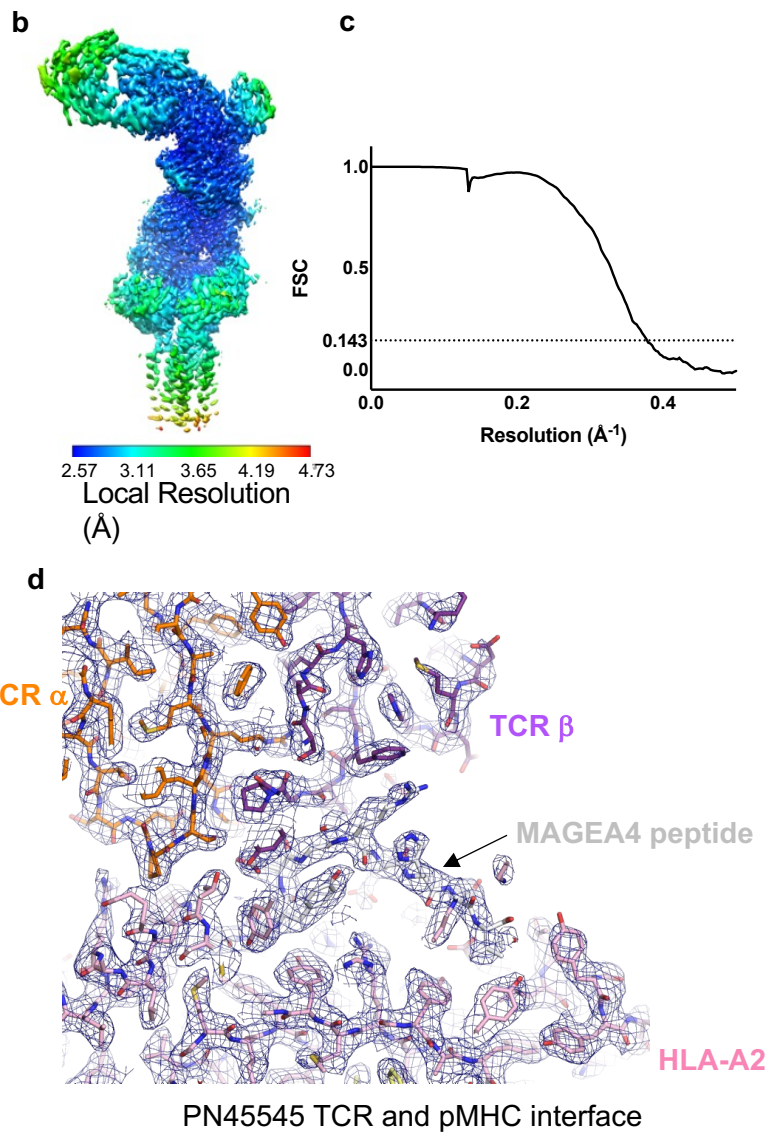 b
c
2.57 3.11 3.65 4.19 4.73
Local Resolution
(Å)
1.0
0.5
0.143
0.0
FSC
0.0 0.2 0.4
Resolution (Å-1)
d
CR α
TCR β
MAGEA4 peptide
HLA-A2
PN45545 TCR and pMHC interface